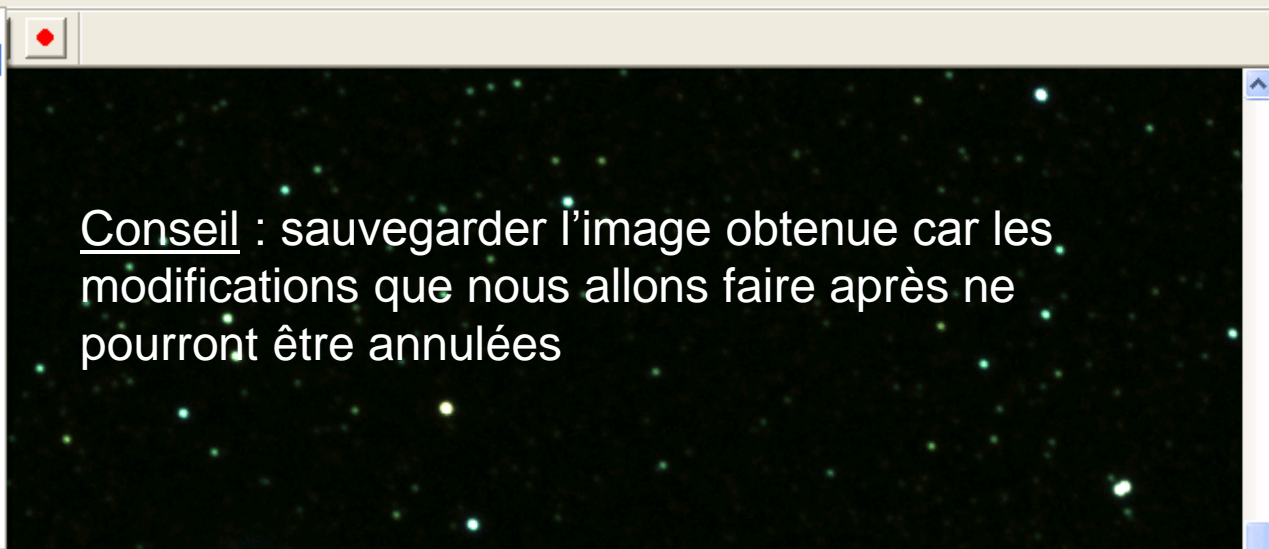 Conseil : sauvegarder l’image obtenue car les
modifications que nous allons faire après ne
pourront être annulées